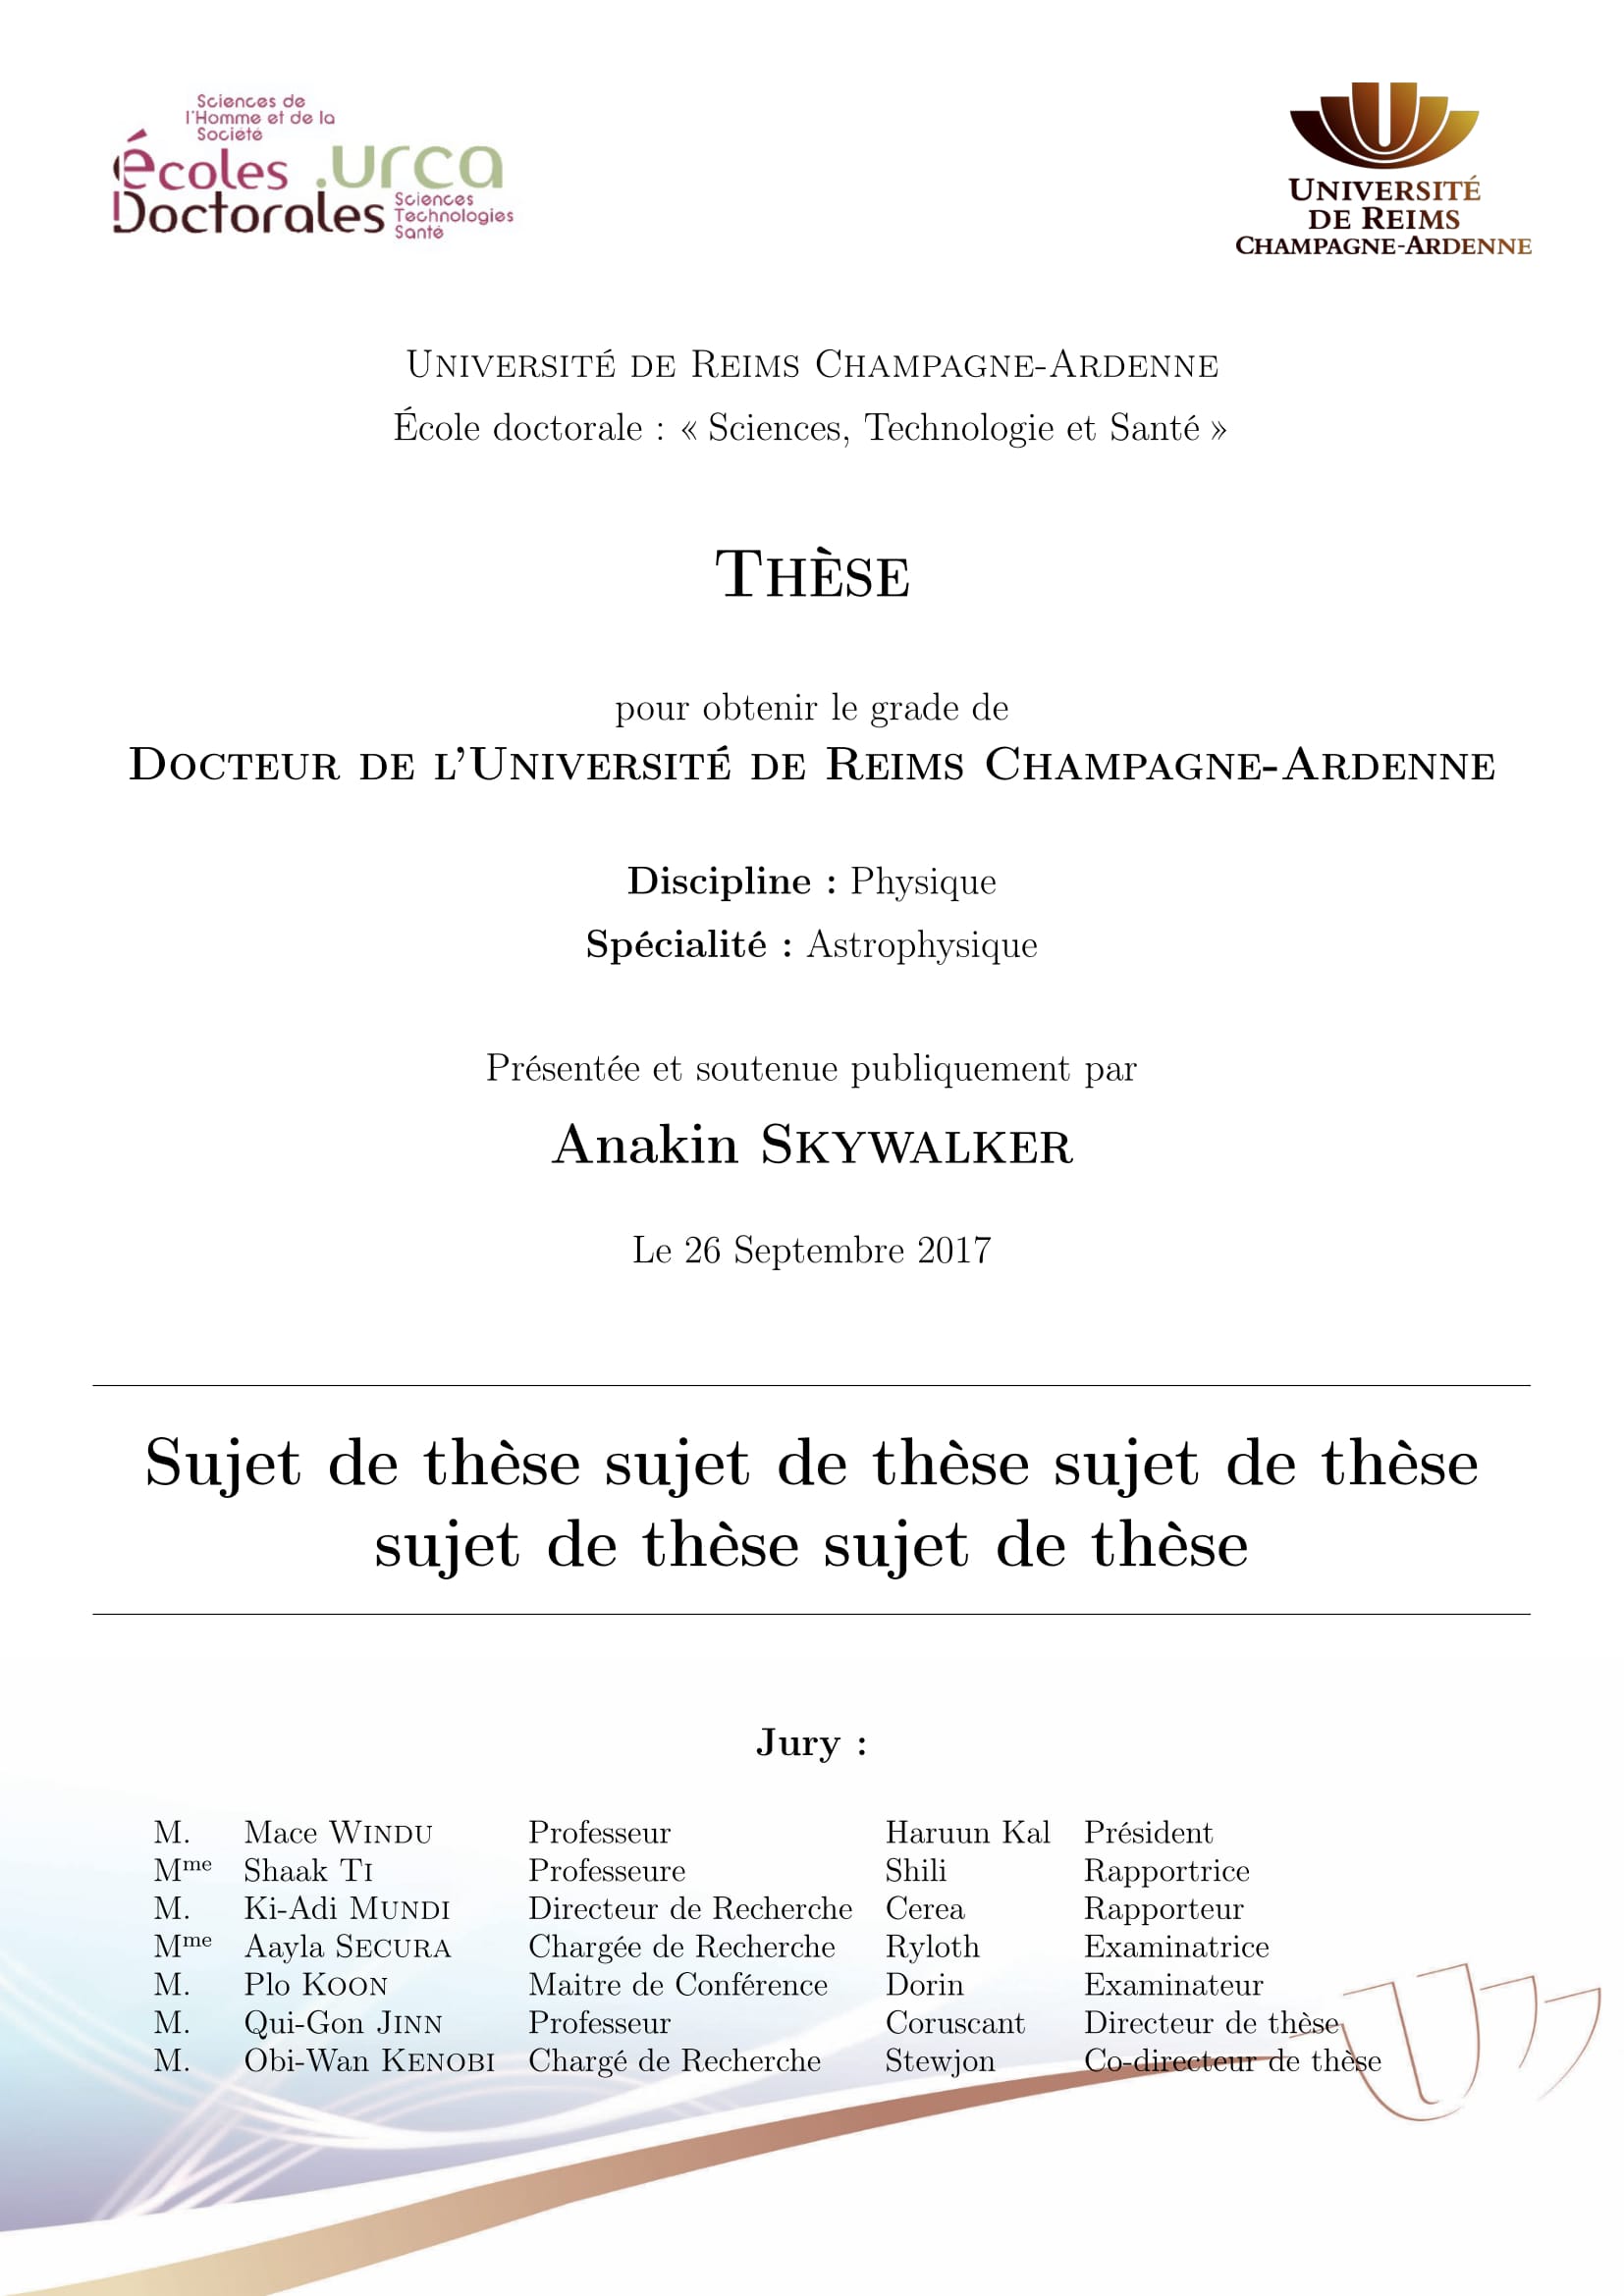 Sciences de
l'Homme et de la
Société
écoles .urca
Doctorales
Sciences
Technologies
Santé
UNIVERSITÉ
DE REIMS
CHAMPAGNE-ARDENNE
Université de Reims Champagne-Ardenne
École doctorale : « Sciences, Technologie et Santé »
Thèse
pour obtenir le grade de
Docteur de l'Université de Reims Champagne-Ardenne
Discipline : Physique
Spécialité : Astrophysique
Présentée et soutenue publiquement par
Anakin Skywalker
Le 26 Septembre 2017
Sujet de thèse sujet de thèse sujet de thèse
sujet de thèse sujet de thèse
Jury :
M. Mace Windu Professeur Haruun Kal Président
Mme Shaak Ti Professeure Shili Rapportrice
M. Ki-Adi Mundi Directeur de Recherche Cerea Rapporteur
Mme Aayla Secura Chargée de Recherche Ryloth Examinatrice
M. Plo Koon Maitre de Conférence Dorin Examinateur
M. Qui-Gon Jinn Professeur Coruscant Directeur de thèse
M. Obi-Wan Kenobi Chargé de Recherche Stewjon Co-directeur de thèse